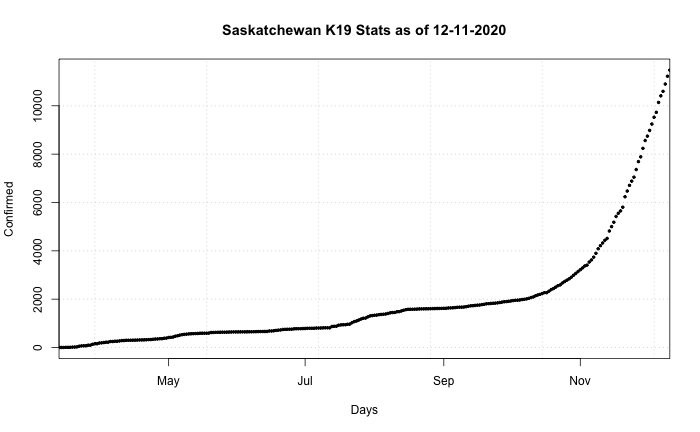 Saskatchewan K19 Stats as of 12-11-2020
Confirmed
10000
8000
6000
4000
2000
0
May Jul Sep Nov
Days